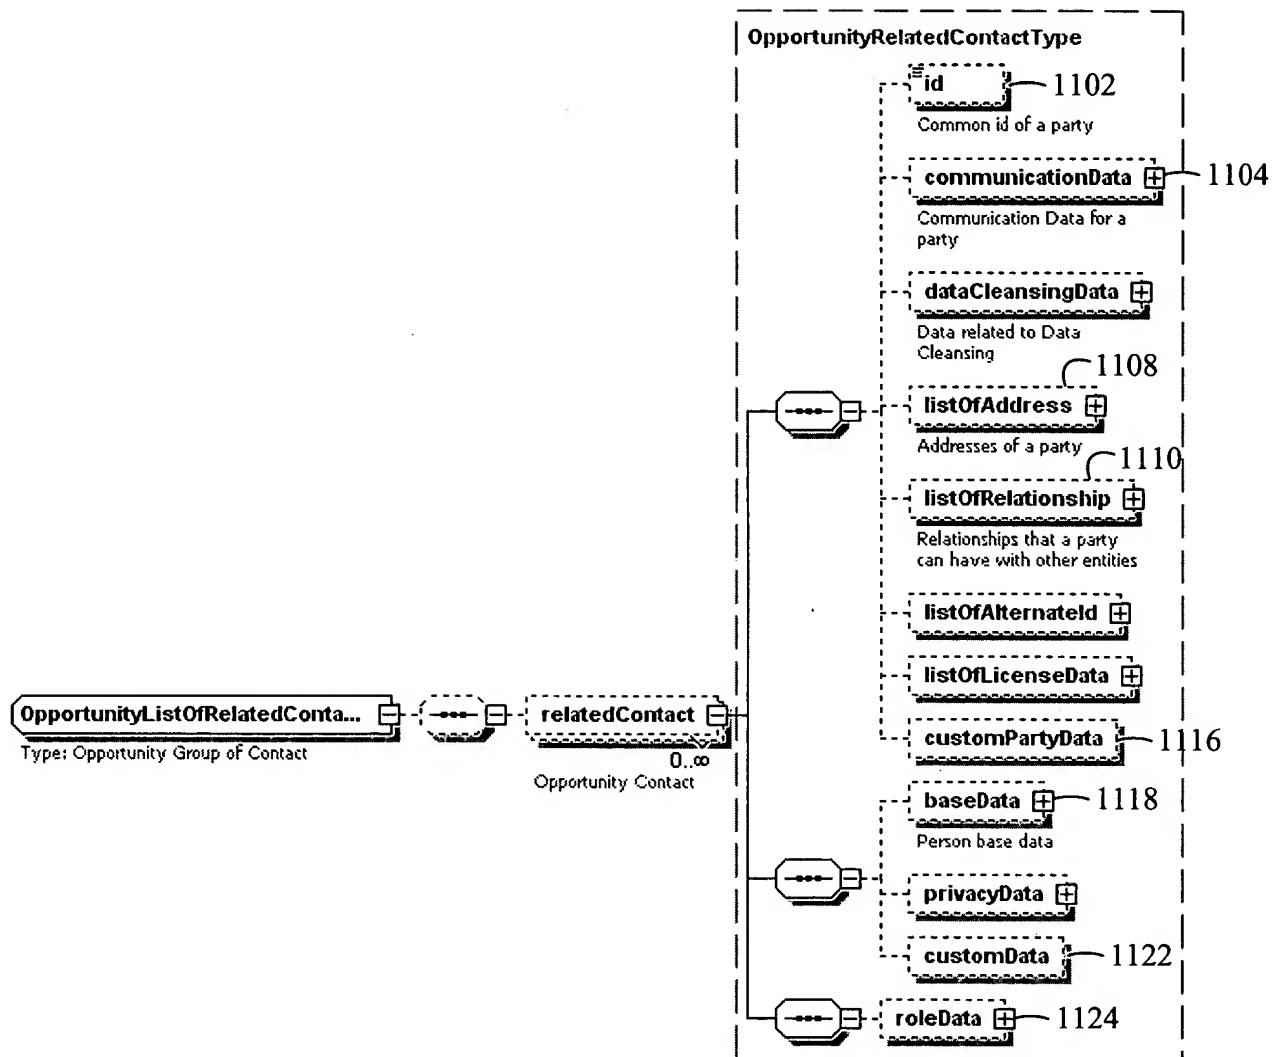 OpportunityRelatedContactType
id
1102
Common id of a party
communicationData
1104
Communication Data for a
party
dataCleansingData
Data related to Data
Cleansing
1108
listOfAddress
Addresses of a party
1110
listOfRelationship
Relationships that a party
can have with other entities
listOfAlternateId
listOfLicenseData
OpportunityListOfRelatedConta...
Type: Opportunity Group of Contact
relatedContact
0..∞
Opportunity Contact
customPartyData
1116
baseData
1118
Person base data
privacyData
customData
1122
roleData
1124